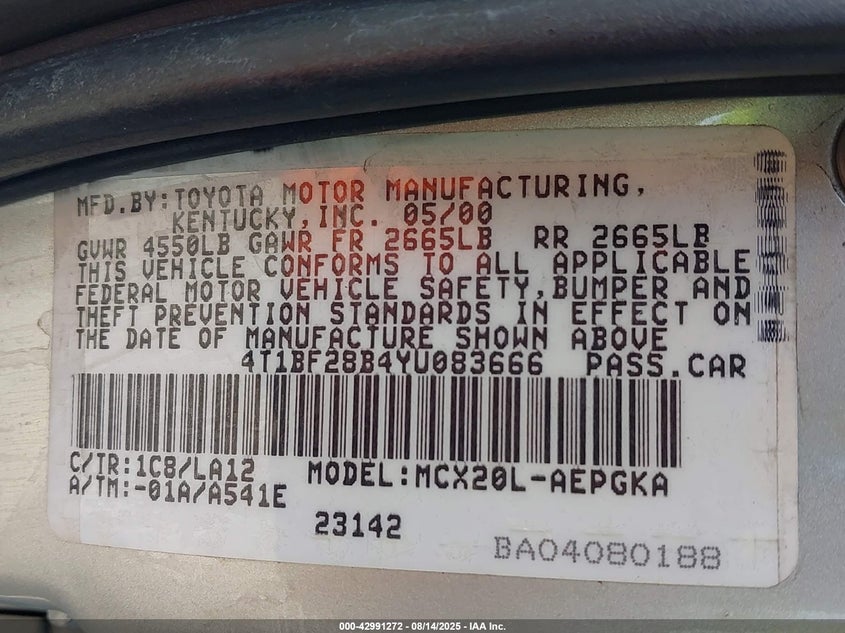 MFD.BY:TOYOTA MOTOR MANUFACTURING,
KENTUCKY,INC. 05/00
GVWR 4550LB GAWR FR 2665LB RR 2665LB
THIS VEHICLE CONFORMS TO ALL APPLICABLE
FEDERAL MOTOR VEHICLE SAFETY,BUMPER AND
THEFT PREVENTION STANDARDS IN EFFECT ON
THE DATE OF MANUFACTURE SHOWN ABOVE
4T1BF28B4YU083666 PASS.CAR
C/TR:1C8/LA12 MODEL:MCX20L-AEPGKA
A/TM:-01A/A541E
23142
BA04080188
000-42991272 - 08/14/2025 - IAA Inc.